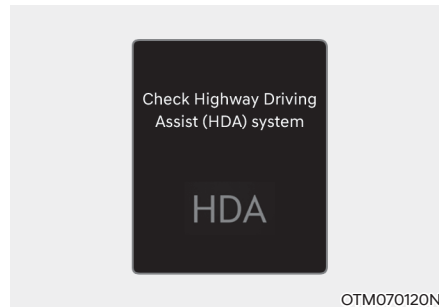 Check Highway Driving
Assist (HDA) system
HDA
OTM070120N